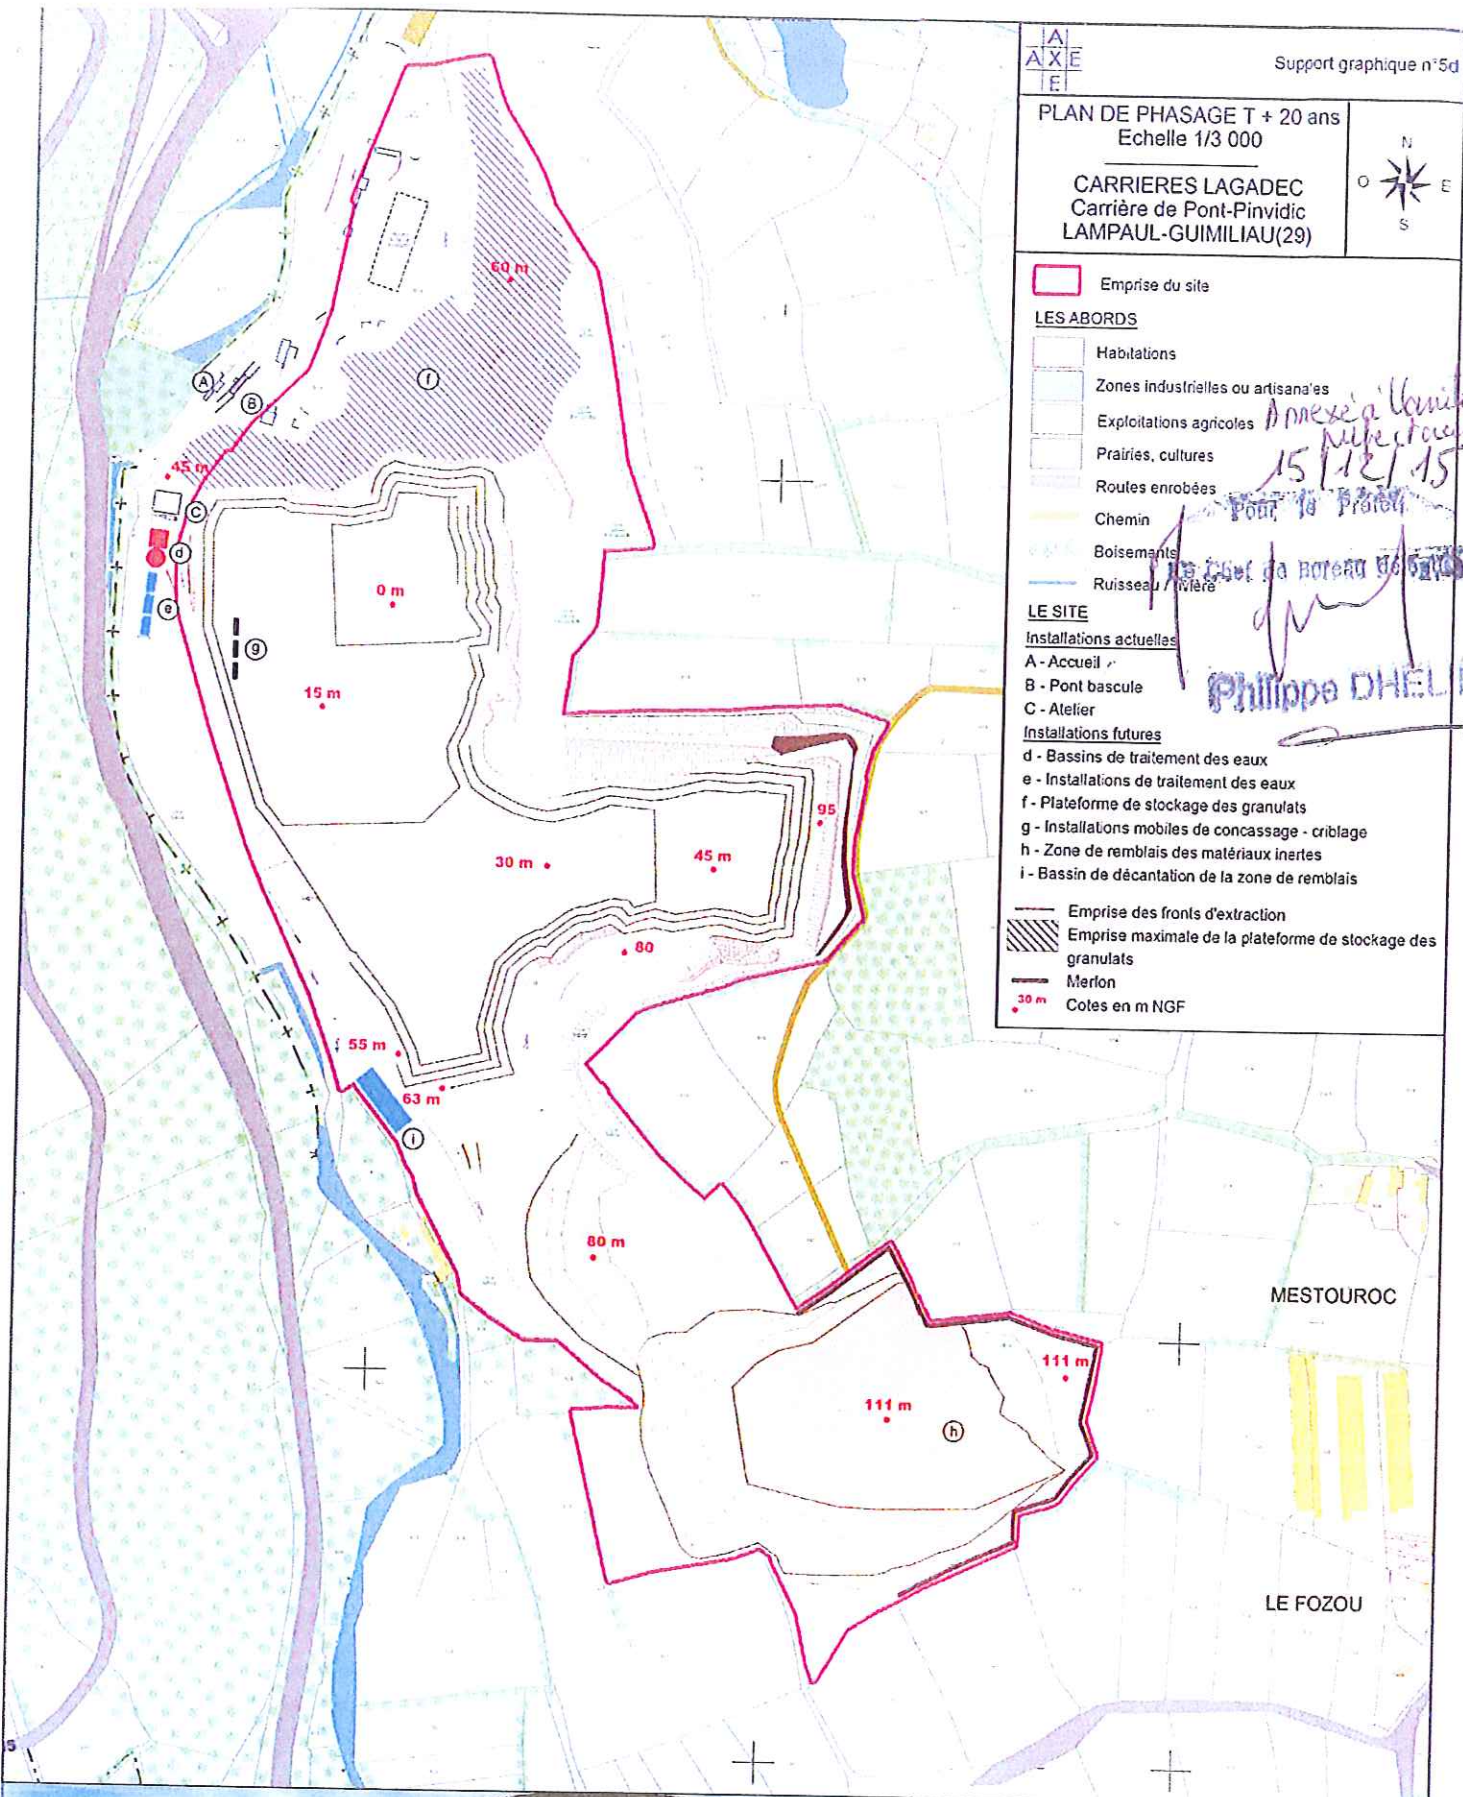 A
A X E
E
Support graphique n°5d
PLAN DE PHASAGE T + 20 ans
Echelle 1/3 000
CARRIERES LAGADEC
Carrière de Pont-Pinvidic
LAMPAUL-GUIMILIAU(29)
N
O E
S
Emprise du site
LES ABORDS
Habitations
Zones industrielles ou artisanales
Exploitations agricoles
Annexé à
Prairies, cultures
15/12/15
Routes enrobées
Pour le Préfet
Chemin
Boisements
Le Chef du Bureau
Ruisseau / rivière
LE SITE
Installations actuelles
A - Accueil
B - Pont bascule
Philippe DHEL
C - Atelier
Installations futures
d - Bassins de traitement des eaux
e - Installations de traitement des eaux
f - Plateforme de stockage des granulats
g - Installations mobiles de concassage - criblage
h - Zone de remblais des matériaux inertes
i - Bassin de décantation de la zone de remblais
Emprise des fronts d'extraction
Emprise maximale de la plateforme de stockage des
granulats
Merlon
30 m Cotes en m NGF
60 m
f
A
B
45 m
C
d
e
0 m
g
15 m
95
30 m
45 m
80
55 m
63 m
i
80 m
MESTOUROC
111 m
111 m
h
LE FOZOU